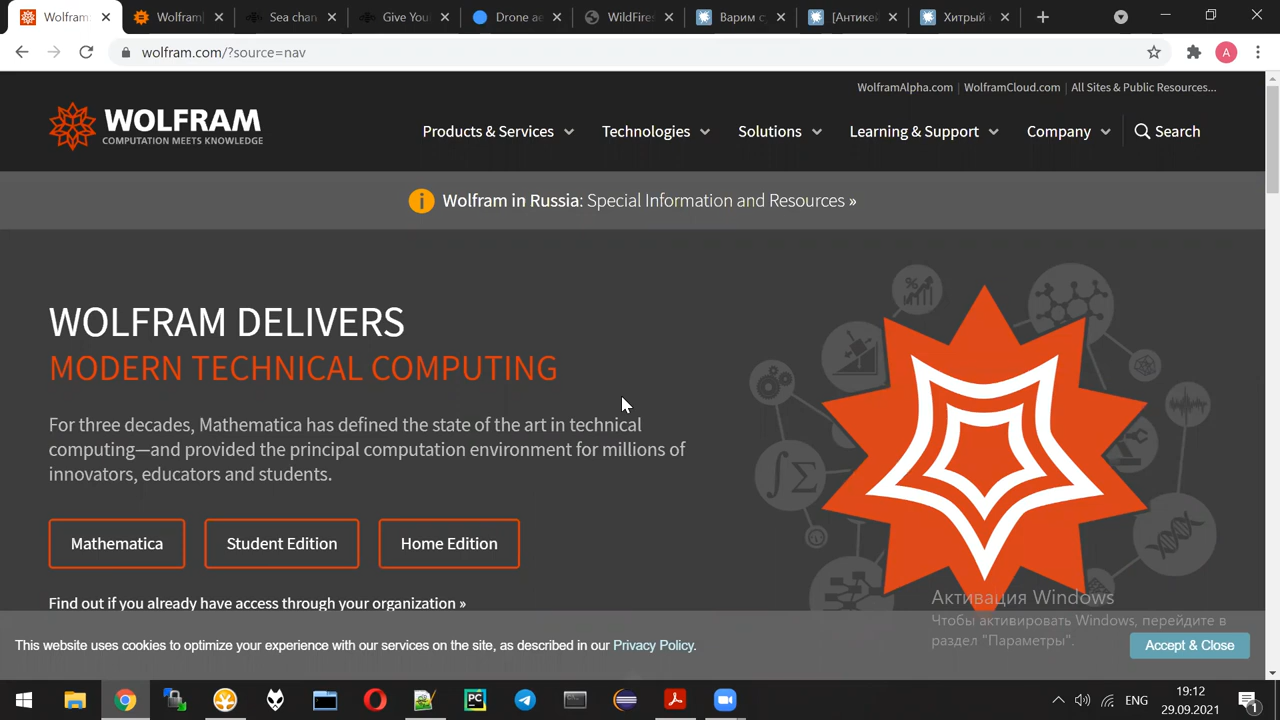 Wolfram:
Wolfram|
Sea chan
Give You
Drone ae
WildFire
Варим с
[Антикей
Хитрый с
wolfram.com/?source=nav
A
WolframAlpha.com | WolframCloud.com | All Sites & Public Resources...
WOLFRAM
COMPUTATION MEETS KNOWLEDGE
Products & Services
Technologies
Solutions
Learning & Support
Company
Search
i
Wolfram in Russia: Special Information and Resources »
WOLFRAM DELIVERS
MODERN TECHNICAL COMPUTING
For three decades, Mathematica has defined the state of the art in technical
computing—and provided the principal computation environment for millions of
innovators, educators and students.
Mathematica
Student Edition
Home Edition
Find out if you already have access through your organization »
Активация Windows
Чтобы активировать Windows, перейдите в
раздел "Параметры".
This website uses cookies to optimize your experience with our services on the site, as described in our Privacy Policy.
Accept & Close
PC
ENG
19:12
29.09.2021
1